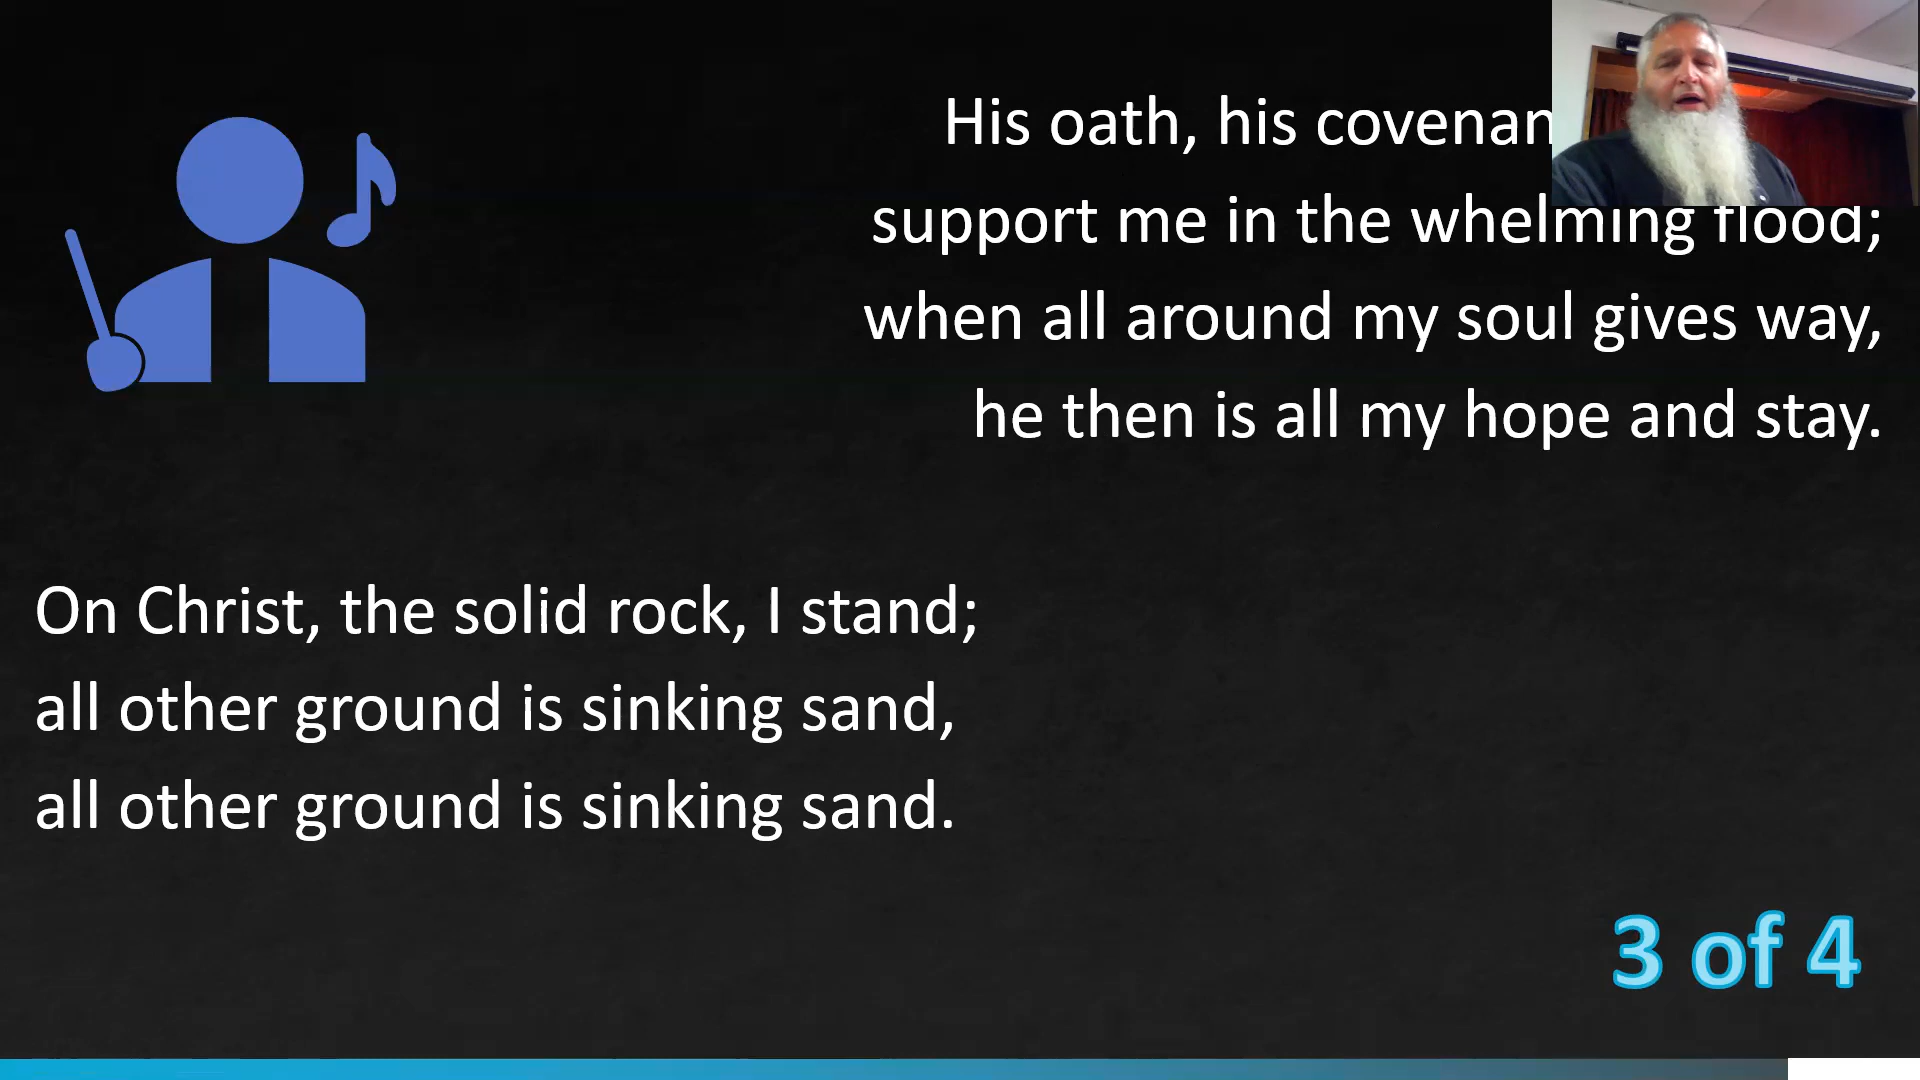 His oath, his covenan
support me in the whelming flood;
when all around my soul gives way,
he then is all my hope and stay.
On Christ, the solid rock, I stand;
all other ground is sinking sand,
all other ground is sinking sand.
3 of 4